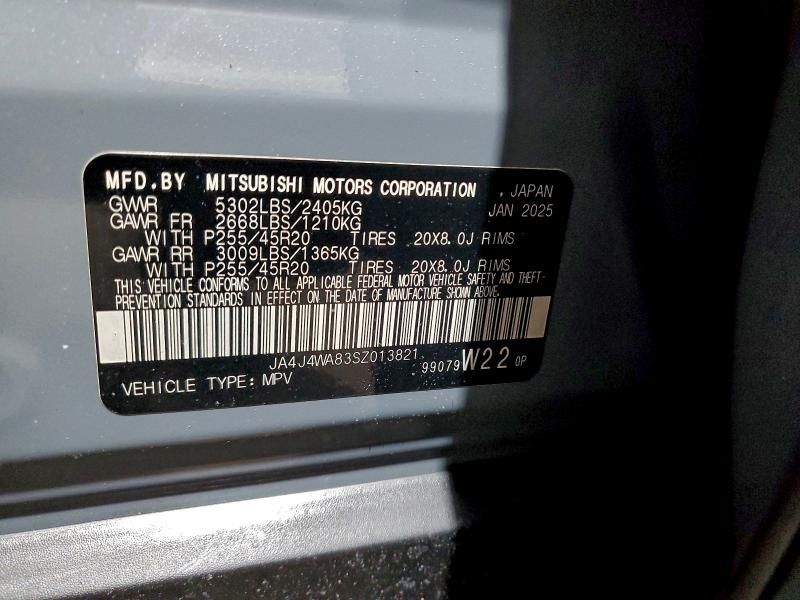 MFD.BY MITSUBISHI MOTORS CORPORATION , JAPAN
GVWR 5302LBS/2405KG JAN 2025
GAWR FR 2668LBS/1210KG
WITH P255/45R20 TIRES 20X8.0J RIMS
GAWR RR 3009LBS/1365KG
WITH P255/45R20 TIRES 20X8.0J RIMS
THIS VEHICLE CONFORMS TO ALL APPLICABLE FEDERAL MOTOR VEHICLE SAFETY AND THEFT-
PREVENTION STANDARDS IN EFFECT ON THE DATE OF MANUFACTURE SHOWN ABOVE.
JA4J4WA83SZ013821
VEHICLE TYPE: MPV 99079 W22 0P